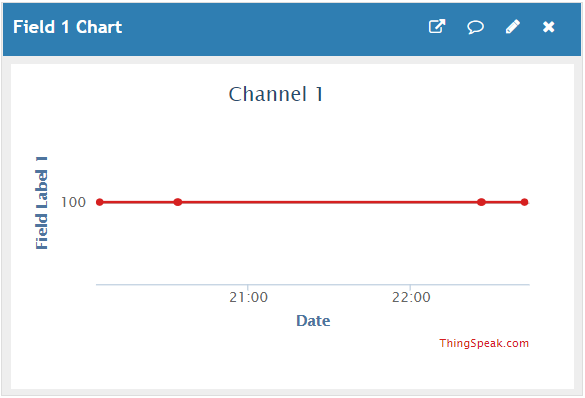 Field 1 Chart
Channel 1
Field Label 1
100
21:00
22:00
Date
ThingSpeak.com